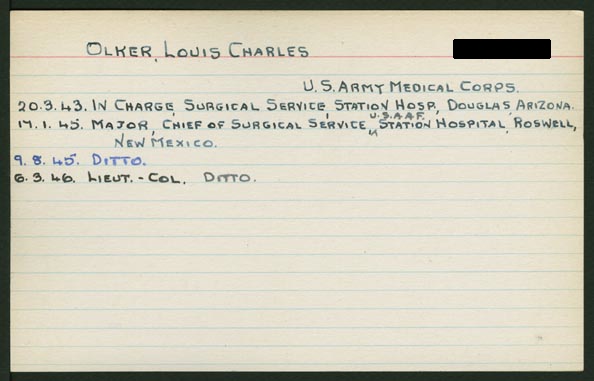 OLKER, LOUIS CHARLES
U.S. ARMY MEDICAL CORPS.
20.3.43. IN CHARGE, SURGICAL SERVICE, STATION HOSP, DOUGLAS, ARIZONA.
17.1.45. MAJOR, CHIEF OF SURGICAL SERVICE, U.S.A.A.F. STATION HOSPITAL, ROSWELL,
NEW MEXICO.
9.8.45. DITTO.
6.3.46. LIEUT.-COL, DITTO.